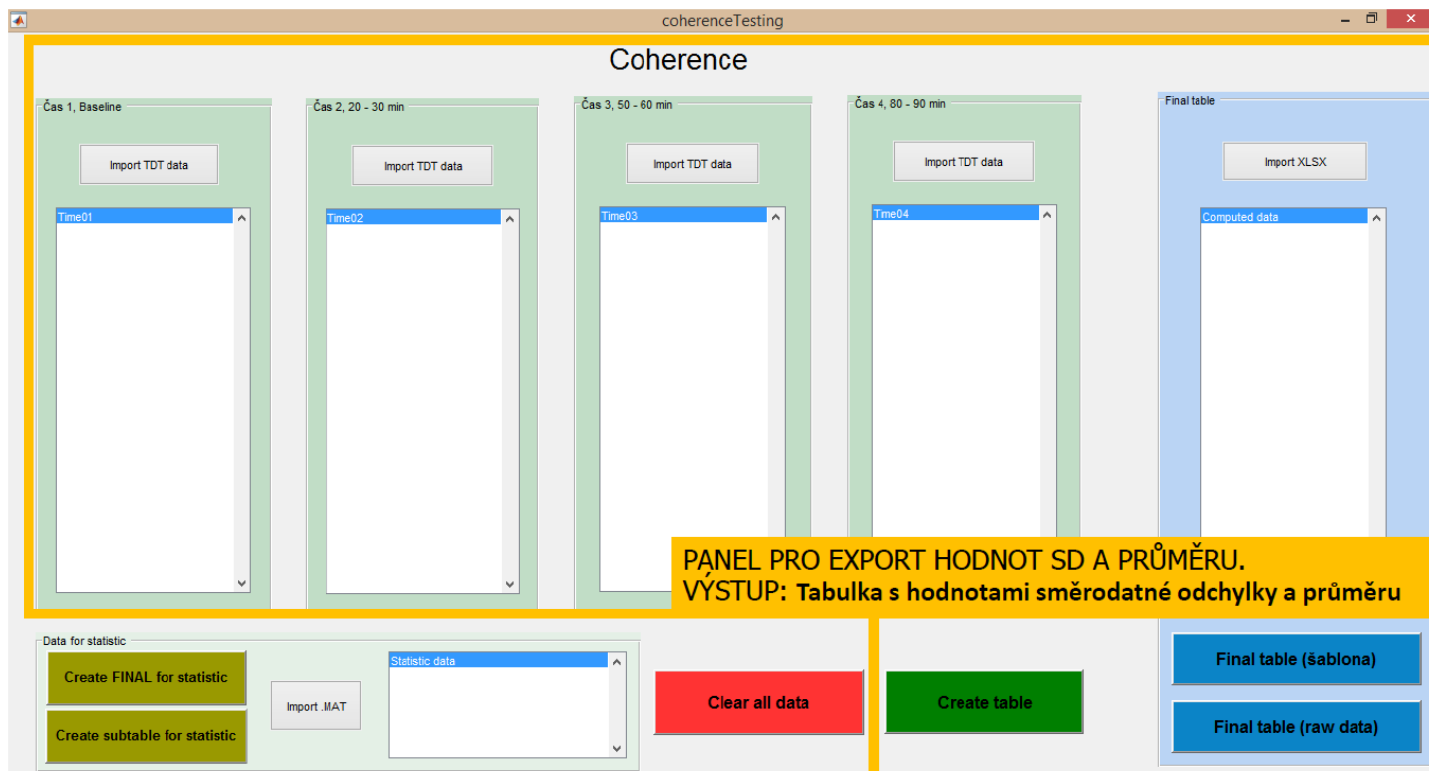 coherenceTesting
Coherence
Čas 1, Baseline
Čas 2, 20 - 30 min
Čas 3, 50 - 60 min
Čas 4, 80 - 90 min
Final table
Import TDT data
Import TDT data
Import TDT data
Import TDT data
Import XLSX
Time01
Time02
Time03
Time04
Computed data
PANEL PRO EXPORT HODNOT SD A PRŮMĚRU.
VÝSTUP: Tabulka s hodnotami směrodatné odchylky a průměru
Data for statistic
Create FINAL for statistic
Create subtable for statistic
Import .MAT
Statistic data
Clear all data
Create table
Final table (šablona)
Final table (raw data)